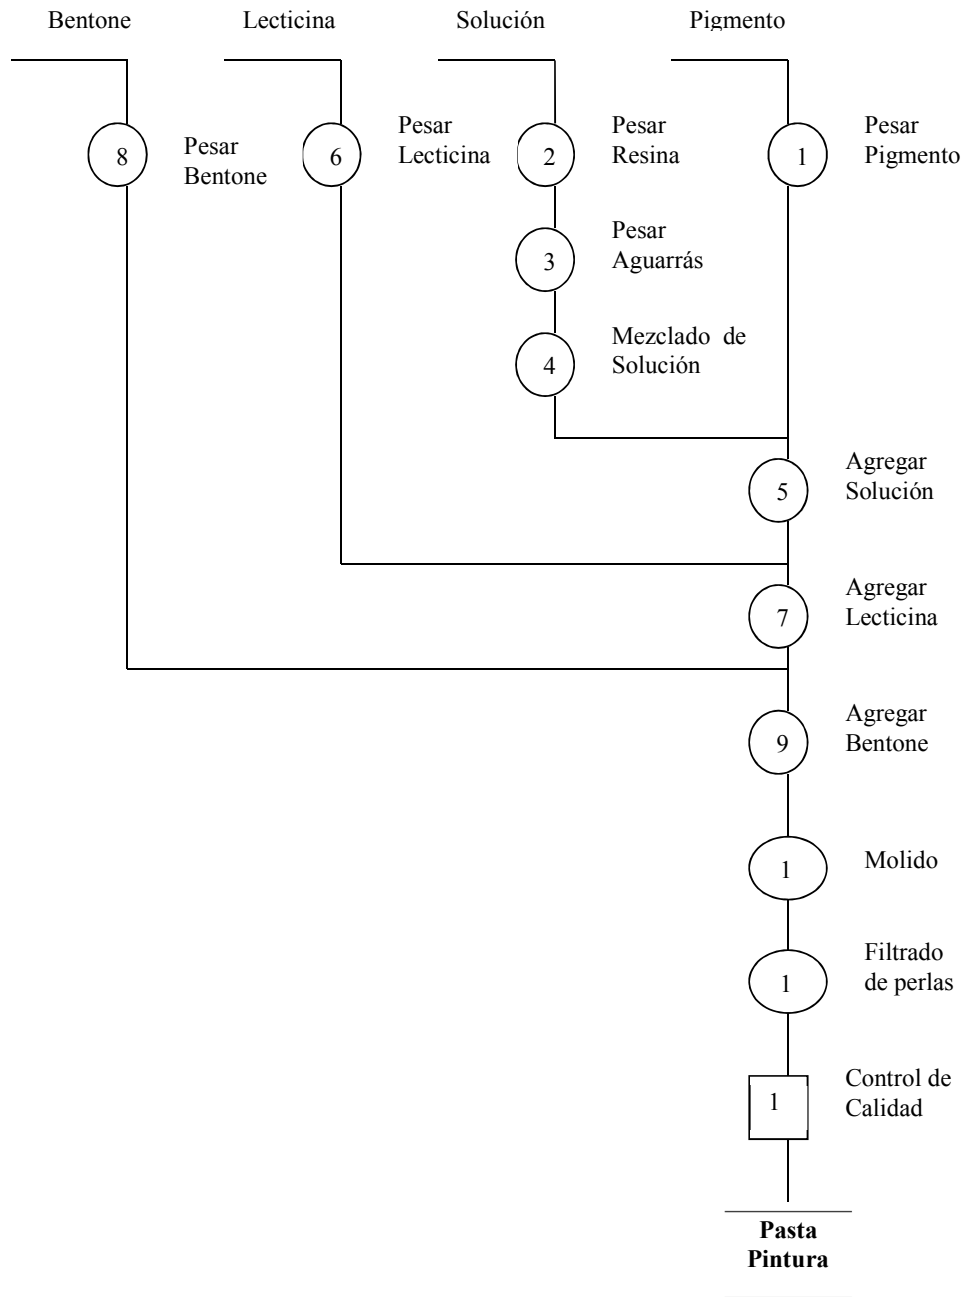 Bentone
Lecticina
Solución
Pigmento
8
Pesar
Bentone
6
Pesar
Lecticina
2
Pesar
Resina
1
Pesar
Pigmento
3
Pesar
Aguarrás
4
Mezclado de
Solución
5
Agregar
Solución
7
Agregar
Lecticina
9
Agregar
Bentone
1
Molido
1
Filtrado
de perlas
1
Control de
Calidad
Pasta
Pintura